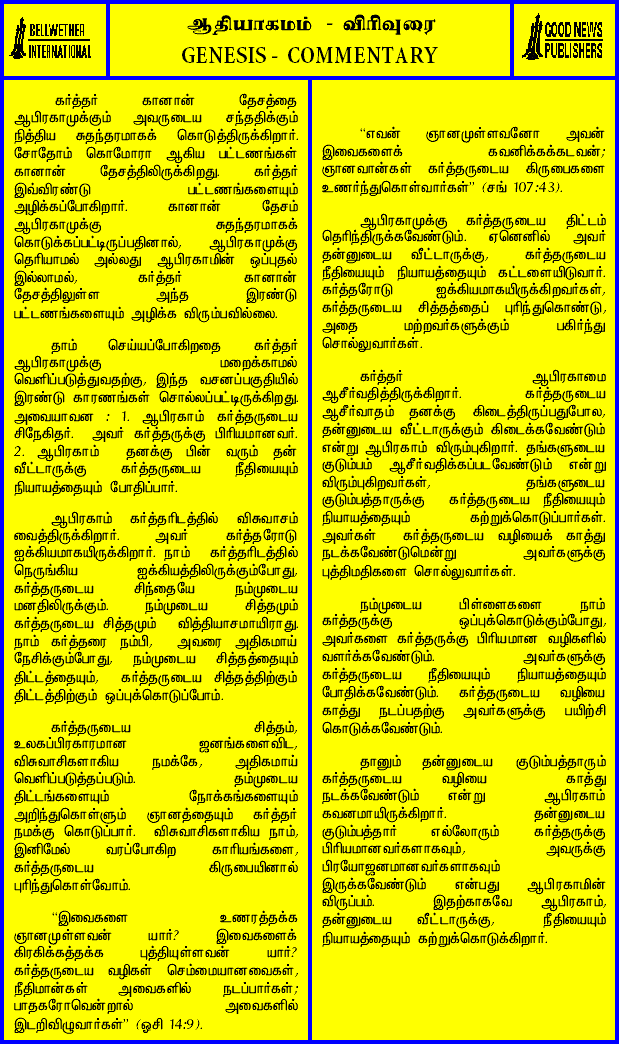 BELLWETHER
INTERNATIONAL
ஆதியாகமம் - விரிவுரை
GENESIS - COMMENTARY
GOOD NEWS
PUBLISHERS
கர்த்தர் கானான் தேசத்தை
ஆபிரகாமுக்கும் அவருடைய சந்ததிக்கும்
நித்திய சுதந்தரமாகக் கொடுத்திருக்கிறார்.
சோதோம் கொமோரா ஆகிய பட்டணங்கள்
கானான் தேசத்திலிருக்கிறது. கர்த்தர்
இவ்விரண்டு பட்டணங்களையும்
அழிக்கப்போகிறார். கானான் தேசம்
ஆபிரகாமுக்கு சுதந்தரமாகக்
கொடுக்கப்பட்டிருப்பதினால், ஆபிரகாமுக்கு
தெரியாமல் அல்லது ஆபிரகாமின் ஒப்புதல்
இல்லாமல், கர்த்தர் கானான்
தேசத்திலுள்ள அந்த இரண்டு
பட்டணங்களையும் அழிக்க விரும்பவில்லை.
தாம் செய்யப்போகிறதை கர்த்தர்
ஆபிரகாமுக்கு மறைக்காமல்
வெளிப்படுத்துவதற்கு, இந்த வசனப்பகுதியில்
இரண்டு காரணங்கள் சொல்லப்பட்டிருக்கிறது.
அவையாவன : 1. ஆபிரகாம் கர்த்தருடைய
சிநேகிதர். அவர் கர்த்தருக்கு பிரியமானவர்.
2. ஆபிரகாம் தனக்கு பின் வரும் தன்
வீட்டாருக்கு கர்த்தருடைய நீதியையும்
நியாயத்தையும் போதிப்பார்.
ஆபிரகாம் கர்த்தரிடத்தில் விசுவாசம்
வைத்திருக்கிறார். அவர் கர்த்தரோடு
ஐக்கியமாகயிருக்கிறார். நாம் கர்த்தரிடத்தில்
நெருங்கிய ஐக்கியத்திலிருக்கும்போது,
கர்த்தருடைய சிந்தையே நம்முடைய
மனதிலிருக்கும். நம்முடைய சித்தமும்
கர்த்தருடைய சித்தமும் வித்தியாசமாயிராது.
நாம் கர்த்தரை நம்பி, அவரை அதிகமாய்
நேசிக்கும்போது, நம்முடைய சித்தத்தையும்
திட்டத்தையும், கர்த்தருடைய சித்தத்திற்கும்
திட்டத்திற்கும் ஒப்புக்கொடுப்போம்.
கர்த்தருடைய சித்தம்,
உலகப்பிரகாரமான ஜனங்களைவிட,
விசுவாசிகளாகிய நமக்கே, அதிகமாய்
வெளிப்படுத்தப்படும். தம்முடைய
திட்டங்களையும் நோக்கங்களையும்
அறிந்துகொள்ளும் ஞானத்தையும் கர்த்தர்
நமக்கு கொடுப்பார். விசுவாசிகளாகிய நாம்,
இனிமேல் வரப்போகிற காரியங்களை,
கர்த்தருடைய கிருபையினால்
புரிந்துகொள்வோம்.
“இவைகளை உணரத்தக்க
ஞானமுள்ளவன் யார்? இவைகளைக்
கிரகிக்கத்தக்க புத்தியுள்ளவன் யார்?
கர்த்தருடைய வழிகள் செம்மையானவைகள்,
நீதிமான்கள் அவைகளில் நடப்பார்கள்;
பாதகரோவென்றால் அவைகளில்
இடறிவிழுவார்கள்” (ஓசி 14:9).
“எவன் ஞானமுள்ளவனோ அவன்
இவைகளைக் கவனிக்கக்கடவன்;
ஞானவான்கள் கர்த்தருடைய கிருபைகளை
உணர்ந்துகொள்வார்கள்” (சங் 107:43).
ஆபிரகாமுக்கு கர்த்தருடைய திட்டம்
தெரிந்திருக்கவேண்டும். ஏனெனில் அவர்
தன்னுடைய வீட்டாருக்கு, கர்த்தருடைய
நீதியையும் நியாயத்தையும் கட்டளையிடுவார்.
கர்த்தரோடு ஐக்கியமாகயிருக்கிறவர்கள்,
கர்த்தருடைய சித்தத்தைப் புரிந்துகொண்டு,
அதை மற்றவர்களுக்கும் பகிர்ந்து
சொல்லுவார்கள்.
கர்த்தர் ஆபிரகாமை
ஆசீர்வதித்திருக்கிறார். கர்த்தருடைய
ஆசீர்வாதம் தனக்கு கிடைத்திருப்பதுபோல,
தன்னுடைய வீட்டாருக்கும் கிடைக்கவேண்டும்
என்று ஆபிரகாம் விரும்புகிறார். தங்களுடைய
குடும்பம் ஆசீர்வதிக்கப்படவேண்டும் என்று
விரும்புகிறவர்கள், தங்களுடைய
குடும்பத்தாருக்கு கர்த்தருடைய நீதியையும்
நியாயத்தையும் கற்றுக்கொடுப்பார்கள்.
அவர்கள் கர்த்தருடைய வழியைக் காத்து
நடக்கவேண்டுமென்று அவர்களுக்கு
புத்திமதிகளை சொல்லுவார்கள்.
நம்முடைய பிள்ளைகளை நாம்
கர்த்தருக்கு ஒப்புக்கொடுக்கும்போது,
அவர்களை கர்த்தருக்கு பிரியமான வழிகளில்
வளர்க்கவேண்டும். அவர்களுக்கு
கர்த்தருடைய நீதியையும் நியாயத்தையும்
போதிக்கவேண்டும். கர்த்தருடைய வழியை
காத்து நடப்பதற்கு அவர்களுக்கு பயிற்சி
கொடுக்கவேண்டும்.
தானும் தன்னுடைய குடும்பத்தாரும்
கர்த்தருடைய வழியை காத்து
நடக்கவேண்டும் என்று ஆபிரகாம்
கவனமாயிருக்கிறார். தன்னுடைய
குடும்பத்தார் எல்லோரும் கர்த்தருக்கு
பிரியமானவர்களாகவும், அவருக்கு
பிரயோஜனமானவர்களாகவும்
இருக்கவேண்டும் என்பது ஆபிரகாமின்
விருப்பம். இதற்காகவே ஆபிரகாம்,
தன்னுடைய வீட்டாருக்கு, நீதியையும்
நியாயத்தையும் கற்றுக்கொடுக்கிறார்.